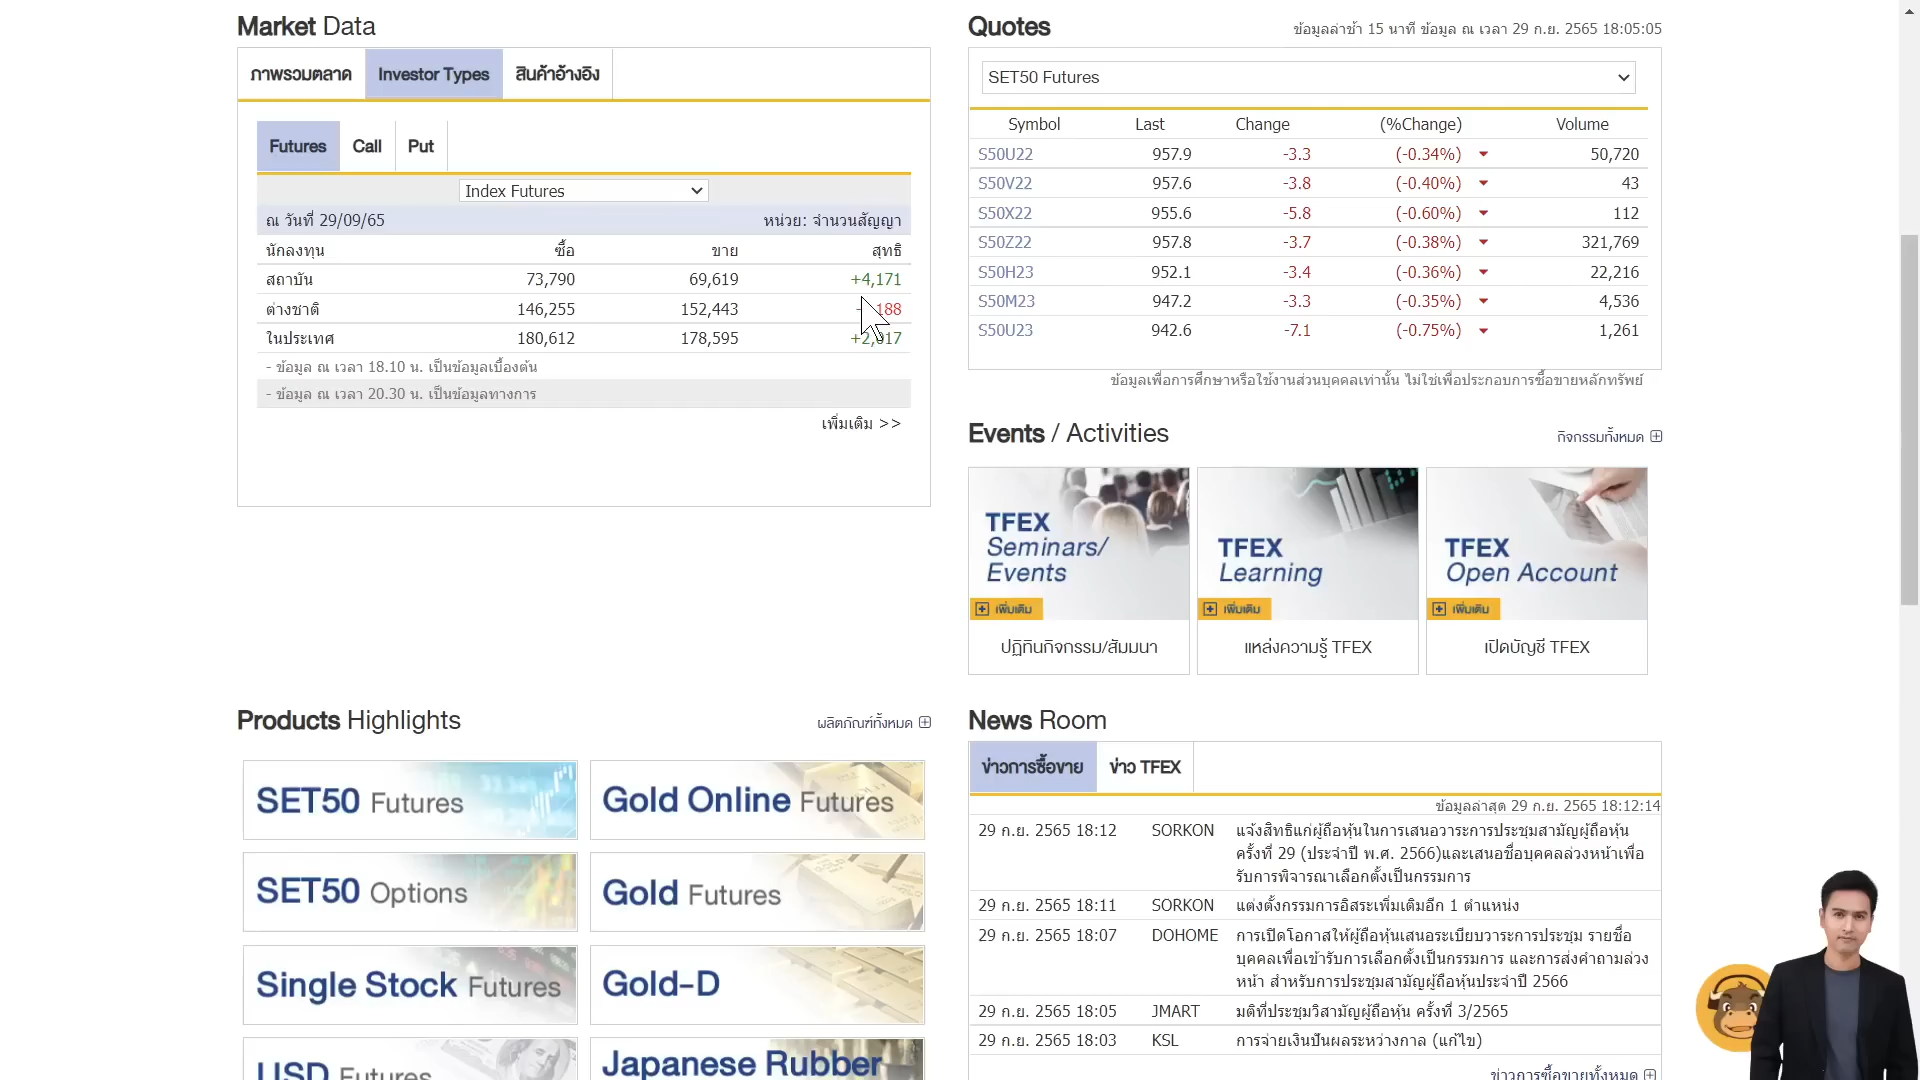 Market Data
ภาพรวมตลาด Investor Types สินค้าอ้างอิง
Futures Call Put
Index Futures
ณ วันที่ 29/09/65 หน่วย: จำนวนสัญญา
นักลงทุน ซื้อ ขาย สุทธิ
สถาบัน 73,790 69,619 +4,171
ต่างชาติ 146,255 152,443 188
ในประเทศ 180,612 178,595
- ข้อมูล ณ เวลา 18.10 น. เป็นข้อมูลเบื้องต้น
- ข้อมูล ณ เวลา 20.30 น. เป็นข้อมูลทางการ
เพิ่มเติม >>
Quotes ข้อมูลล่าช้า 15 นาที ข้อมูล ณ เวลา 29 ก.ย. 2565 18:05:05
SET50 Futures
Symbol Last Change (%Change) Volume
S50U22 957.9 -3.3 (-0.34%) 50,720
S50V22 957.6 -3.8 (-0.40%) 43
S50X22 955.6 -5.8 (-0.60%) 112
S50Z22 957.8 -3.7 (-0.38%) 321,769
S50H23 952.1 -3.4 (-0.36%) 22,216
S50M23 947.2 -3.3 (-0.35%) 4,536
S50U23 942.6 -7.1 (-0.75%) 1,261
ข้อมูลเพื่อการศึกษาหรือใช้งานส่วนบุคคลเท่านั้น ไม่ใช่เพื่อประกอบการซื้อขายหลักทรัพย์
Events / Activities กิจกรรมทั้งหมด
TFEX
Seminars/
Events
เพิ่มเติม
ปฏิทินกิจกรรม/สัมมนา
TFEX
Learning
เพิ่มเติม
แหล่งความรู้ TFEX
TFEX
Open Account
เพิ่มเติม
เปิดบัญชี TFEX
Products Highlights ผลิตภัณฑ์ทั้งหมด
SET50 Futures
Gold Online Futures
SET50 Options
Gold Futures
Single Stock Futures
Gold-D
USD Futures
Japanese Rubber
News Room
ข่าวการซื้อขาย ข่าว TFEX
ข้อมูลล่าสุด 29 ก.ย. 2565 18:12:14
29 ก.ย. 2565 18:12 SORKON แจ้งสิทธิแก่ผู้ถือหุ้นในการเสนอวาระการประชุมสามัญผู้ถือหุ้น
ครั้งที่ 29 (ประจำปี พ.ศ. 2566)และเสนอชื่อบุคคลล่วงหน้าเพื่อ
รับการพิจารณาเลือกตั้งเป็นกรรมการ
29 ก.ย. 2565 18:11 SORKON แต่งตั้งกรรมการอิสระเพิ่มเติมอีก 1 ตำแหน่ง
29 ก.ย. 2565 18:07 DOHOME การเปิดโอกาสให้ผู้ถือหุ้นเสนอระเบียบวาระการประชุม รายชื่อ
บุคคลเพื่อเข้ารับการเลือกตั้งเป็นกรรมการ และการส่งคำถามล่วง
หน้า สำหรับการประชุมสามัญผู้ถือหุ้นประจำปี 2566
29 ก.ย. 2565 18:05 JMART มติที่ประชุมวิสามัญผู้ถือหุ้น ครั้งที่ 3/2565
29 ก.ย. 2565 18:03 KSL การจ่ายเงินปันผลระหว่างกาล (แก้ไข)
ข่าวการซื้อขายทั้งหมด